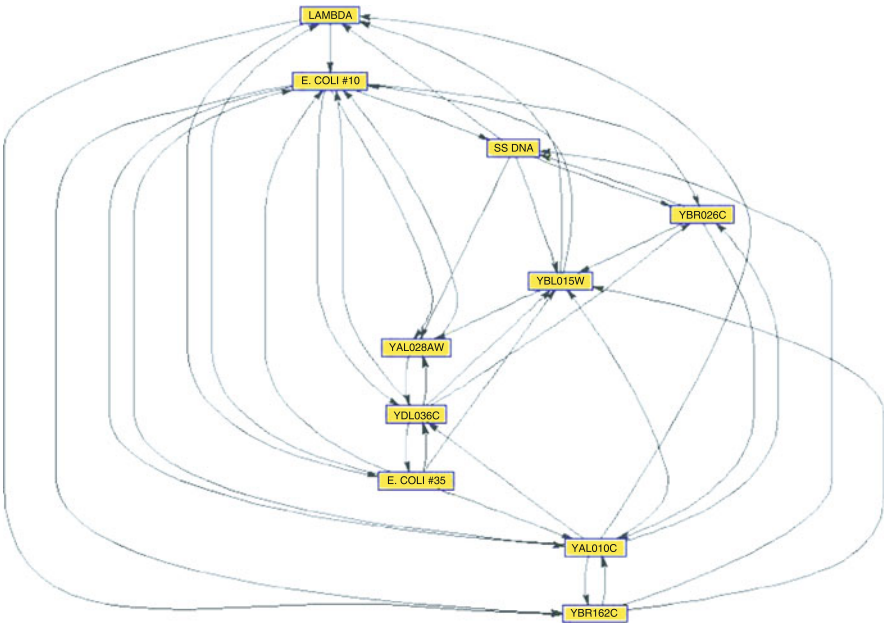 LAMBDA
E. COLI #10
SS DNA
YBR026C
YBL015W
YAL028AW
YDL036C
E. COLI #35
YAL010C
YBR162C